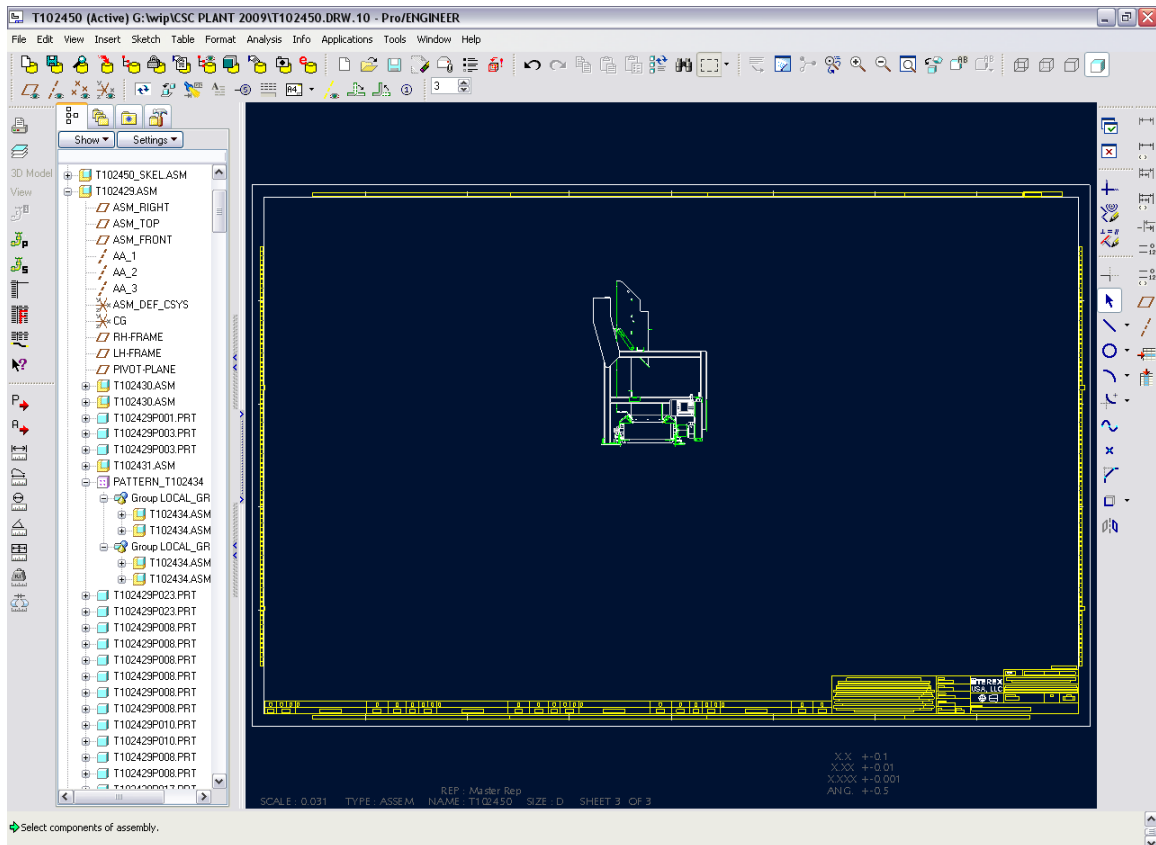 T102450 (Active) G:\wip\CSC PLANT 2009\T102450.DRW.10 - Pro/ENGINEER
File Edit View Insert Sketch Table Format Analysis Info Applications Tools Window Help
3
Show Settings
3D Model
View
T102450_SKEL.ASM
T102429.ASM
ASM_RIGHT
ASM_TOP
ASM_FRONT
AA_1
AA_2
AA_3
ASM_DEF_CSYS
CG
RH-FRAME
LH-FRAME
PIVOT-PLANE
T102430.ASM
T102430.ASM
T102429P001.PRT
T102429P003.PRT
T102429P003.PRT
T102431.ASM
PATTERN_T102434
Group LOCAL_GR
T102434.ASM
T102434.ASM
Group LOCAL_GR
T102434.ASM
T102434.ASM
T102429P023.PRT
T102429P023.PRT
T102429P008.PRT
T102429P008.PRT
T102429P008.PRT
T102429P008.PRT
T102429P008.PRT
T102429P010.PRT
T102429P010.PRT
T102429P008.PRT
T102429P008.PRT
T102429P017.PRT
TEREX
USA, LLC
X.X +-0.1
X.XX +-0.01
X.XXX +-0.001
ANG. +-0.5
REP : Master Rep
SCALE : 0.031 TYPE : ASSEM NAME : T102450 SIZE : D SHEET 3 OF 3
Select components of assembly.